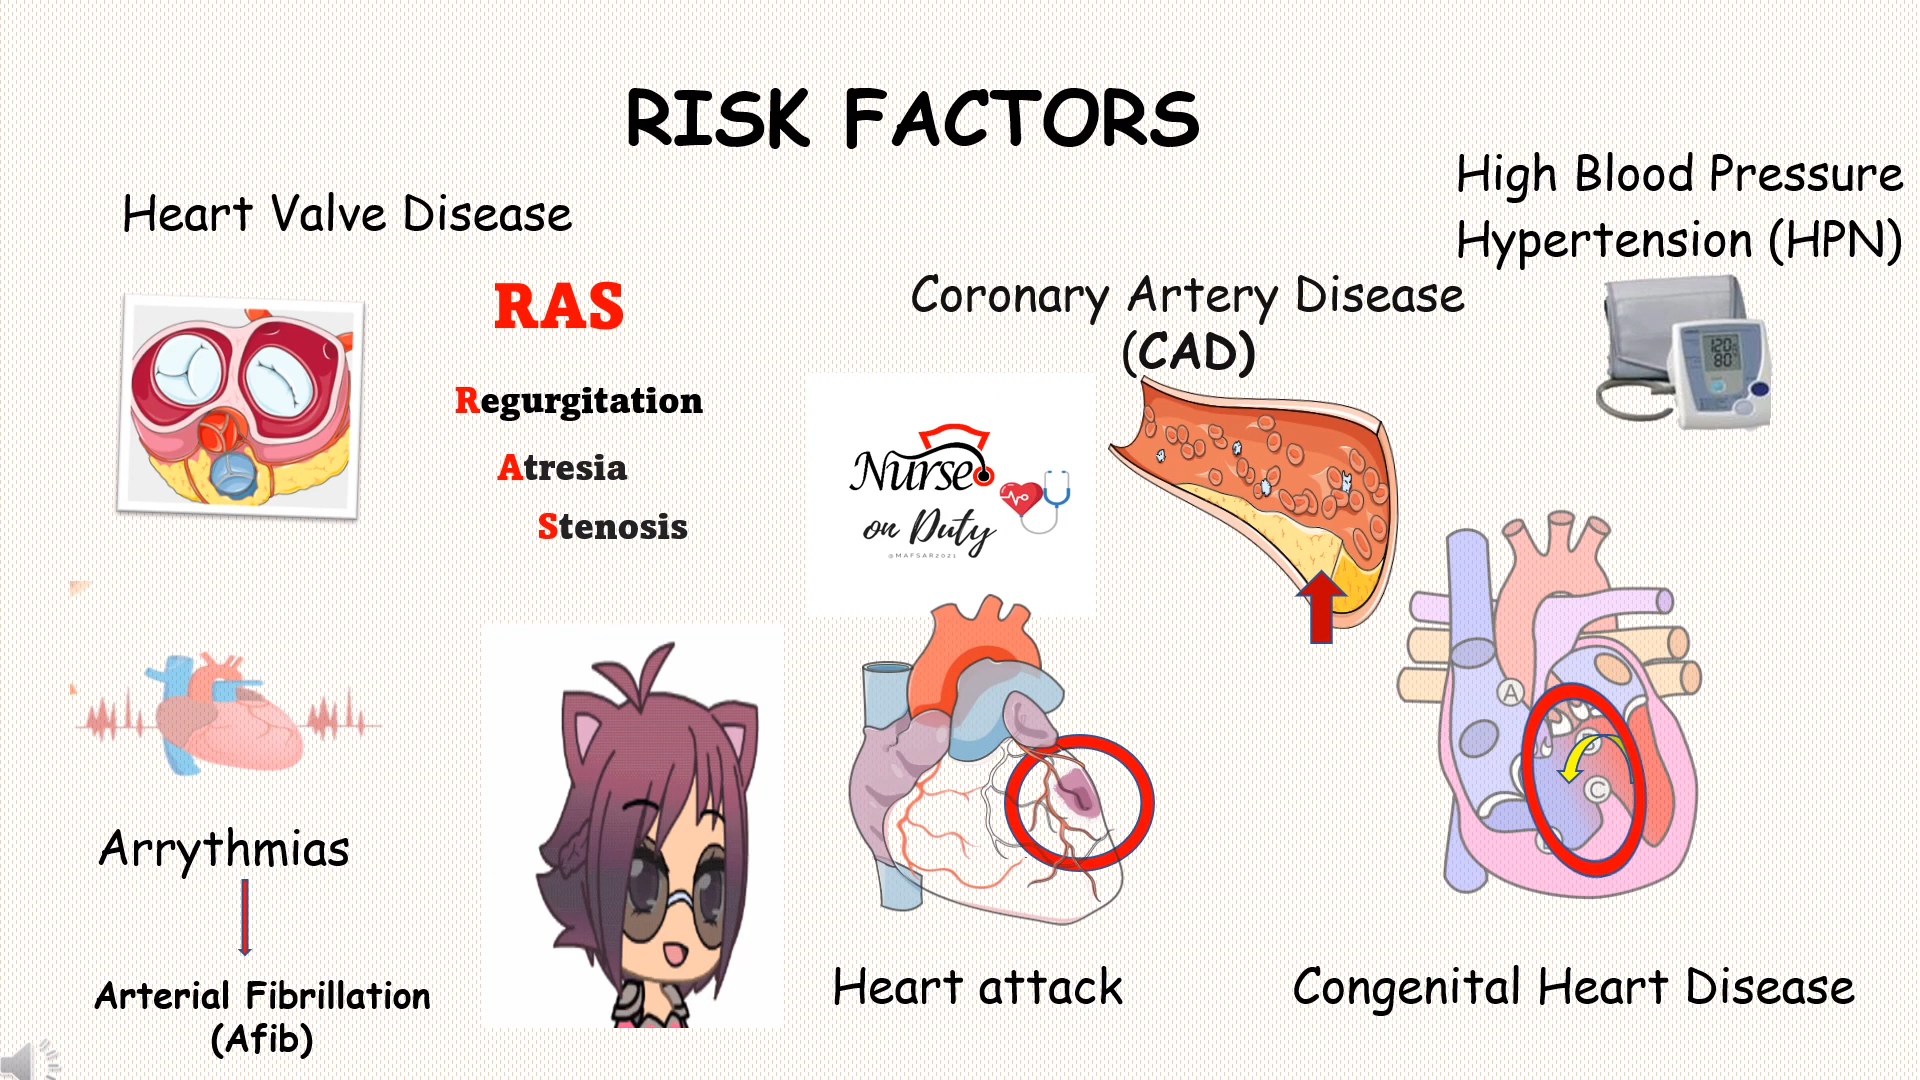 RISK FACTORS
Heart Valve Disease
RAS
Regurgitation
Atresia
Stenosis
Coronary Artery Disease
(CAD)
High Blood Pressure
Hypertension (HPN)
120
80
Nurse
on Duty
@MAFSAR2021
Arrythmias
Arterial Fibrillation
(Afib)
Heart attack
A
B
C
Congenital Heart Disease